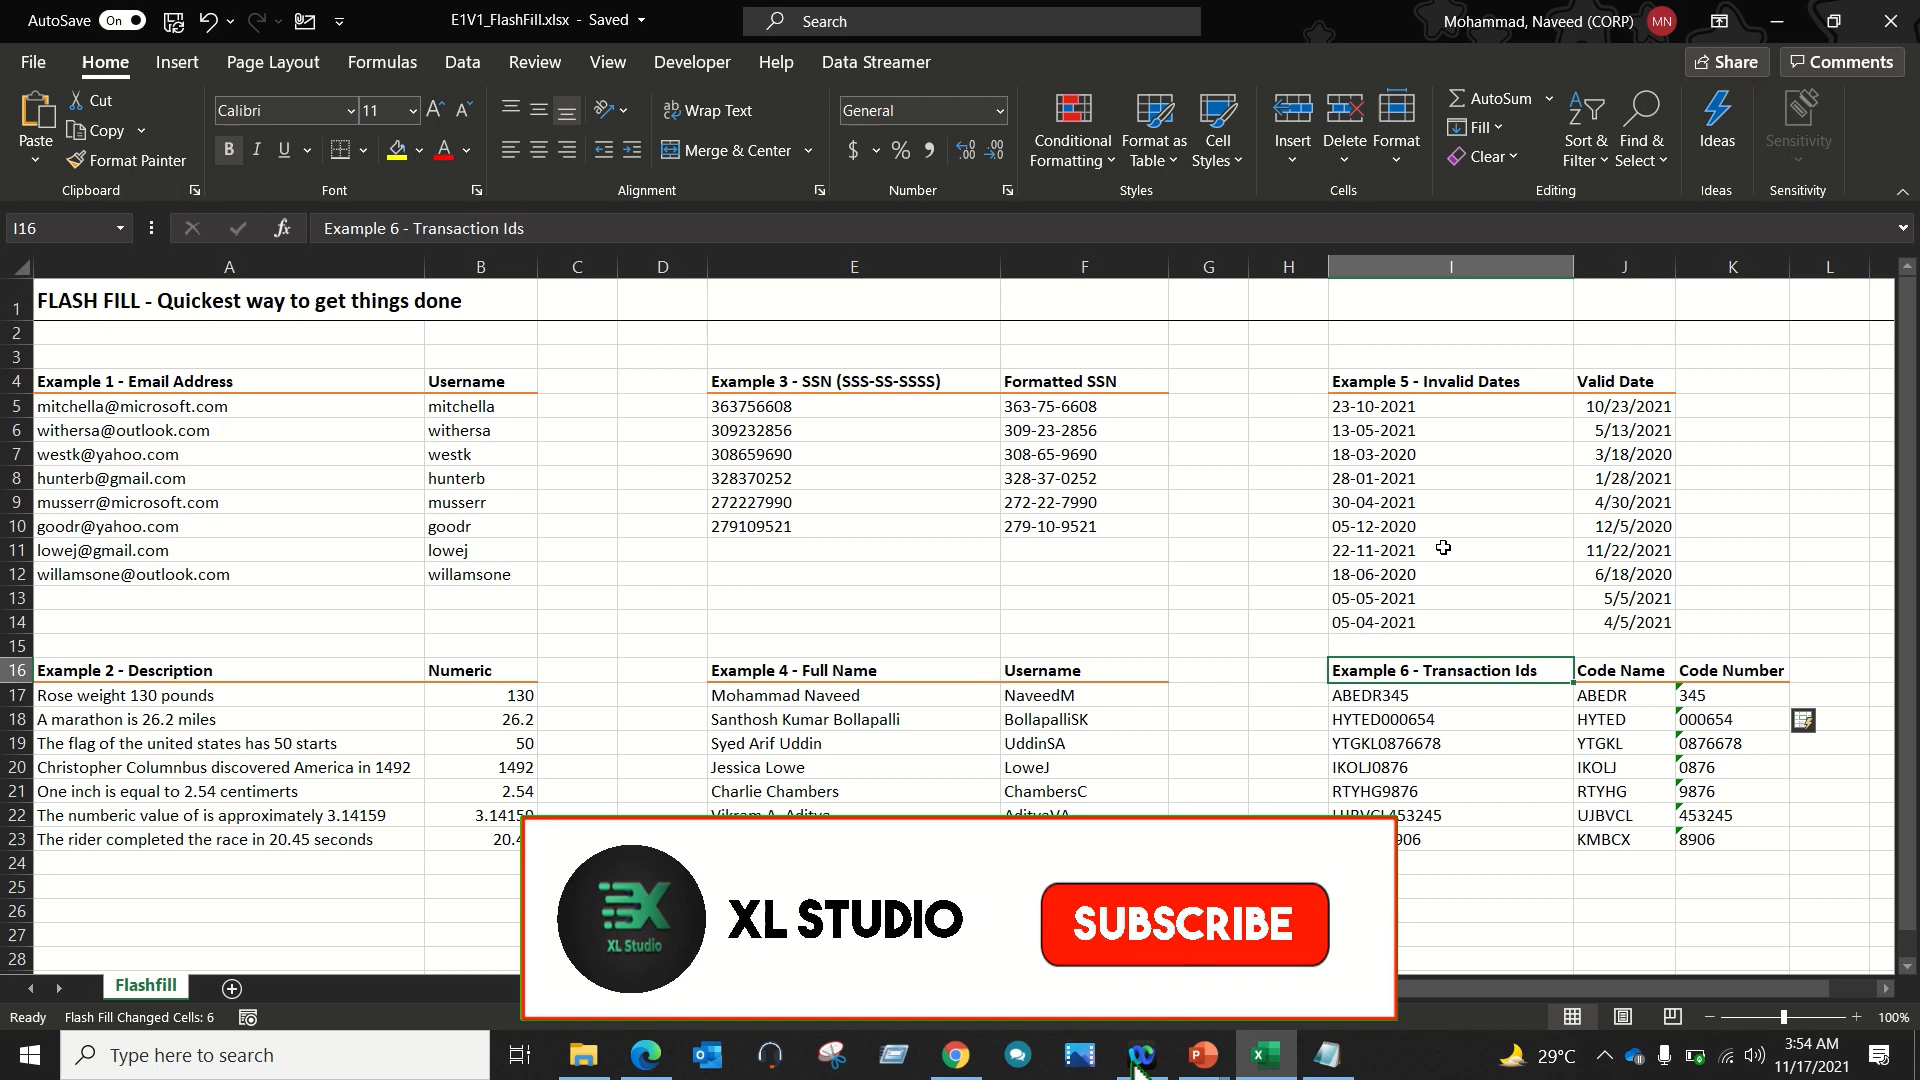 AutoSave On E1V1_FlashFill.xlsx - Saved Search Mohammad, Naveed (CORP) MN
File Home Insert Page Layout Formulas Data Review View Developer Help Data Streamer Share Comments
Paste Cut Copy Format Painter Clipboard
Calibri 11 B I U A Font
Wrap Text Merge & Center Alignment
General $ % Number
Conditional Formatting Format as Table Cell Styles Styles
Insert Delete Format Cells
AutoSum Fill Clear Sort & Filter Find & Select Editing
Ideas Ideas
Sensitivity Sensitivity
I16 fx Example 6 - Transaction Ids
A B C D E F G H I J K L
1 FLASH FILL - Quickest way to get things done
2
3
4 Example 1 - Email Address Username Example 3 - SSN (SSS-SS-SSSS) Formatted SSN Example 5 - Invalid Dates Valid Date
5 mitchella@microsoft.com mitchella 363756608 363-75-6608 23-10-2021 10/23/2021
6 withersa@outlook.com withersa 309232856 309-23-2856 13-05-2021 5/13/2021
7 westk@yahoo.com westk 308659690 308-65-9690 18-03-2020 3/18/2020
8 hunterb@gmail.com hunterb 328370252 328-37-0252 28-01-2021 1/28/2021
9 musserr@microsoft.com musserr 272227990 272-22-7990 30-04-2021 4/30/2021
10 goodr@yahoo.com goodr 279109521 279-10-9521 05-12-2020 12/5/2020
11 lowej@gmail.com lowej 22-11-2021 11/22/2021
12 willamsone@outlook.com willamsone 18-06-2020 6/18/2020
13 05-05-2021 5/5/2021
14 05-04-2021 4/5/2021
15
16 Example 2 - Description Numeric Example 4 - Full Name Username Example 6 - Transaction Ids Code Name Code Number
17 Rose weight 130 pounds 130 Mohammad Naveed NaveedM ABEDR345 ABEDR 345
18 A marathon is 26.2 miles 26.2 Santhosh Kumar Bollapalli BollapalliSK HYTED000654 HYTED 000654
19 The flag of the united states has 50 starts 50 Syed Arif Uddin UddinSA YTGKL0876678 YTGKL 0876678
20 Christopher Columnbus discovered America in 1492 1492 Jessica Lowe LoweJ IKOLJ0876 IKOLJ 0876
21 One inch is equal to 2.54 centimerts 2.54 Charlie Chambers ChambersC RTYHG9876 RTYHG 9876
22 The numberic value of is approximately 3.14159 3.14159 Vikram A. Aditya AdityaVA UJBVCL453245 UJBVCL 453245
23 The rider completed the race in 20.45 seconds 20.4 906 KMBCX 8906
24
25
26
27
28
XL Studio
XL STUDIO
SUBSCRIBE
Flashfill
Ready Flash Fill Changed Cells: 6 100%
Type here to search 29°C 3:54 AM
11/17/2021